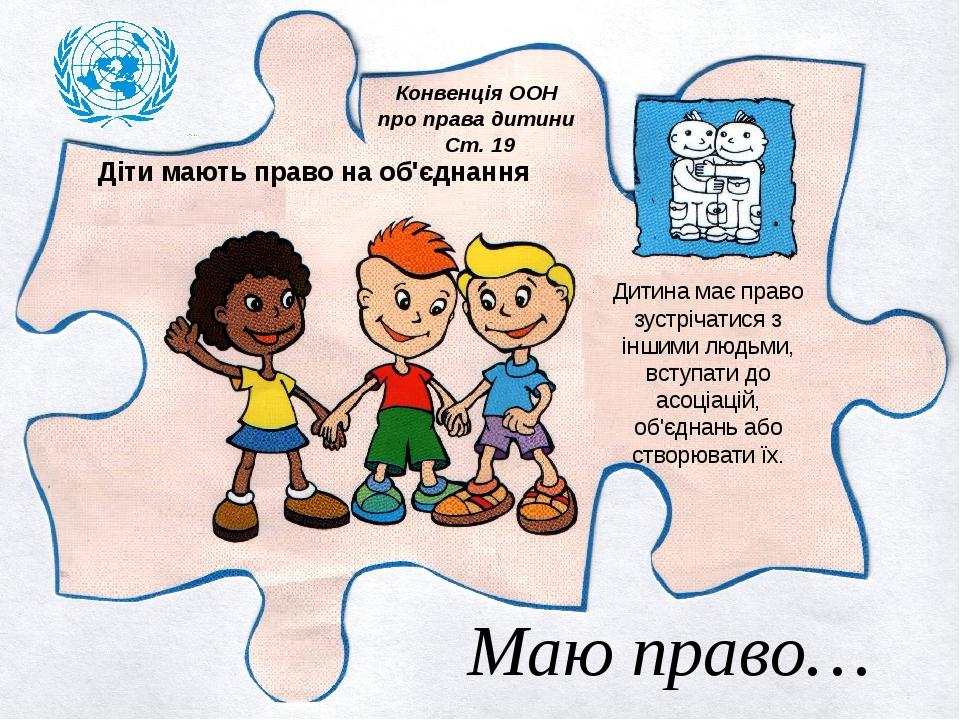 Конвенція ООН
про права дитини
Ст. 19
Діти мають право на об'єднання
Дитина має право
зустрічатися з
іншими людьми,
вступати до
асоціацій,
об'єднань або
створювати їх.
Маю право…